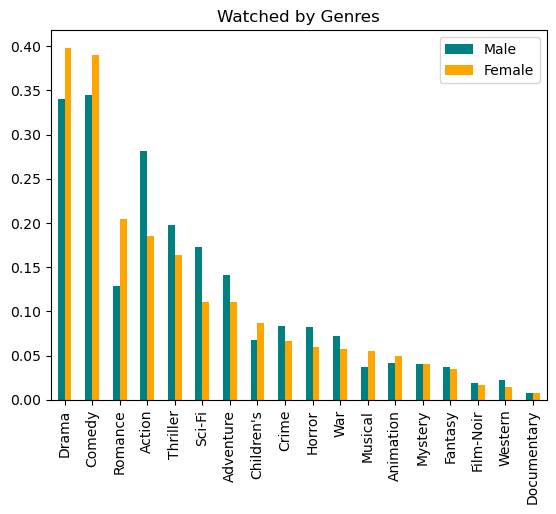 Watched by Genres
Male
Female
0.40
0.35
0.30
0.25
0.20
0.15
0.10
0.05
0.00
Drama
Comedy
Romance
Action
Thriller
Sci-Fi
Adventure
Children's
Crime
Horror
War
Musical
Animation
Mystery
Fantasy
Film-Noir
Western
Documentary